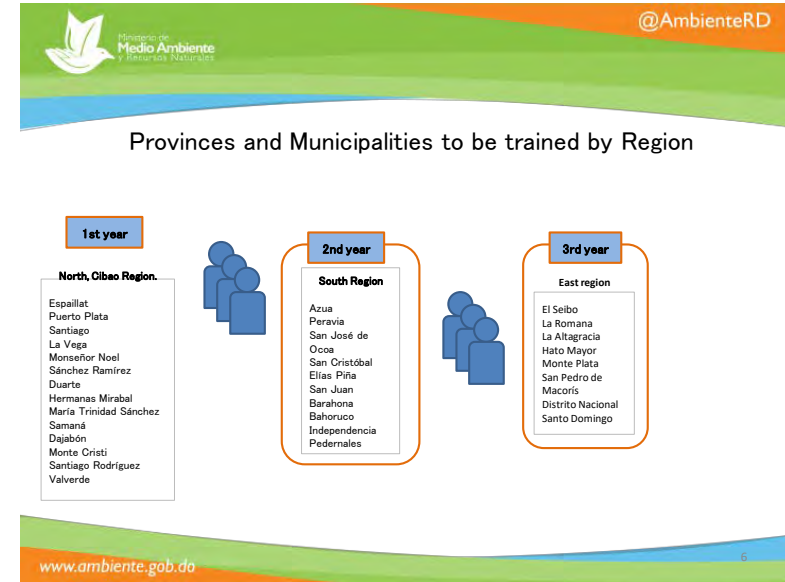 @AmbienteRD
Ministerio de
Medio Ambiente
y Recursos Naturales
Provinces and Municipalities to be trained by Region
1st year
North, Cibao Region.
Espaillat
Puerto Plata
Santiago
La Vega
Monseñor Noel
Sánchez Ramírez
Duarte
Hermanas Mirabal
María Trinidad Sánchez
Samaná
Dajabón
Monte Cristi
Santiago Rodríguez
Valverde
2nd year
South Region
Azua
Peravia
San José de
Ocoa
San Cristóbal
Elías Piña
San Juan
Barahona
Bahoruco
Independencia
Pedernales
3rd year
East region
El Seibo
La Romana
La Altagracia
Hato Mayor
Monte Plata
San Pedro de
Macorís
Distrito Nacional
Santo Domingo
www.ambiente.gob.do
6